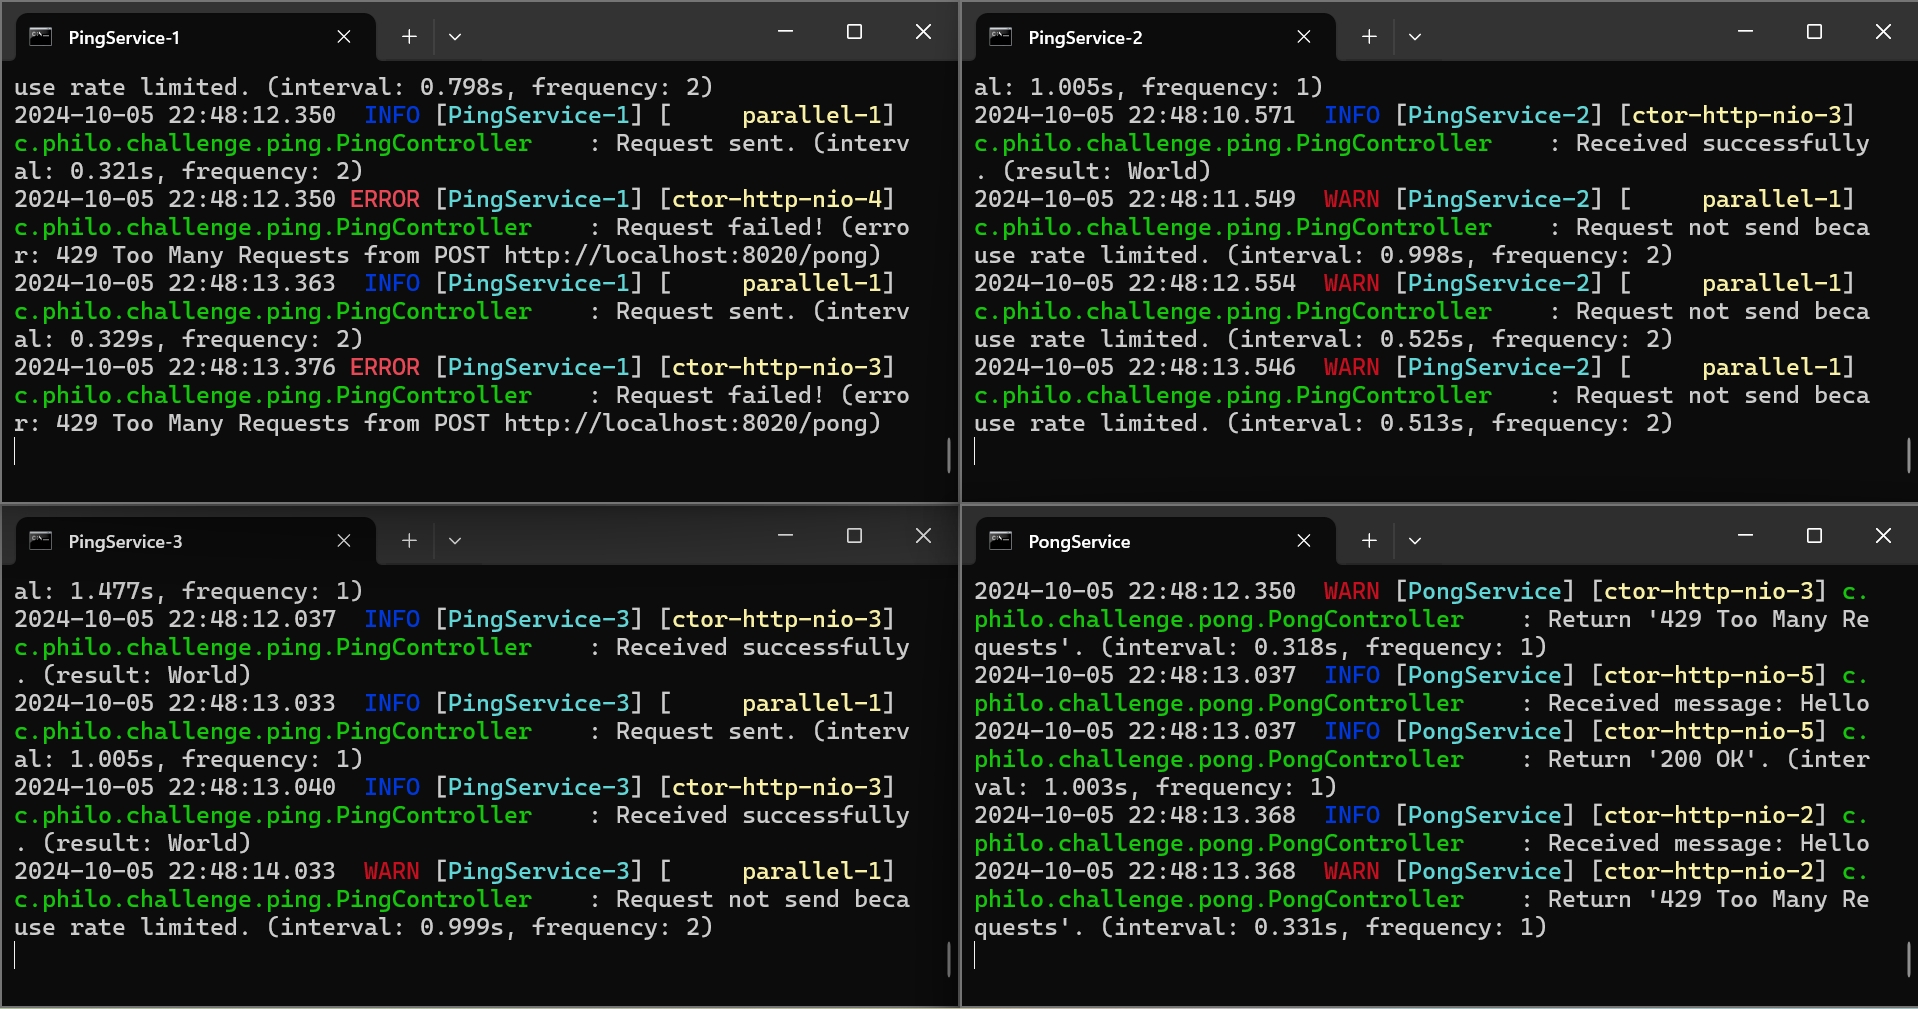 PingService-1
use rate limited. (interval: 0.798s, frequency: 2)
2024-10-05 22:48:12.350  INFO [PingService-1] [     parallel-1]
c.philo.challenge.ping.PingController    : Request sent. (interv
al: 0.321s, frequency: 2)
2024-10-05 22:48:12.350 ERROR [PingService-1] [ctor-http-nio-4]
c.philo.challenge.ping.PingController    : Request failed! (erro
r: 429 Too Many Requests from POST http://localhost:8020/pong)
2024-10-05 22:48:13.363  INFO [PingService-1] [     parallel-1]
c.philo.challenge.ping.PingController    : Request sent. (interv
al: 0.329s, frequency: 2)
2024-10-05 22:48:13.376 ERROR [PingService-1] [ctor-http-nio-3]
c.philo.challenge.ping.PingController    : Request failed! (erro
r: 429 Too Many Requests from POST http://localhost:8020/pong)
PingService-2
al: 1.005s, frequency: 1)
2024-10-05 22:48:10.571  INFO [PingService-2] [ctor-http-nio-3]
c.philo.challenge.ping.PingController    : Received successfully
. (result: World)
2024-10-05 22:48:11.549  WARN [PingService-2] [     parallel-1]
c.philo.challenge.ping.PingController    : Request not send beca
use rate limited. (interval: 0.998s, frequency: 2)
2024-10-05 22:48:12.554  WARN [PingService-2] [     parallel-1]
c.philo.challenge.ping.PingController    : Request not send beca
use rate limited. (interval: 0.525s, frequency: 2)
2024-10-05 22:48:13.546  WARN [PingService-2] [     parallel-1]
c.philo.challenge.ping.PingController    : Request not send beca
use rate limited. (interval: 0.513s, frequency: 2)
PingService-3
al: 1.477s, frequency: 1)
2024-10-05 22:48:12.037  INFO [PingService-3] [ctor-http-nio-3]
c.philo.challenge.ping.PingController    : Received successfully
. (result: World)
2024-10-05 22:48:13.033  INFO [PingService-3] [     parallel-1]
c.philo.challenge.ping.PingController    : Request sent. (interv
al: 1.005s, frequency: 1)
2024-10-05 22:48:13.040  INFO [PingService-3] [ctor-http-nio-3]
c.philo.challenge.ping.PingController    : Received successfully
. (result: World)
2024-10-05 22:48:14.033  WARN [PingService-3] [     parallel-1]
c.philo.challenge.ping.PingController    : Request not send beca
use rate limited. (interval: 0.999s, frequency: 2)
PongService
2024-10-05 22:48:12.350  WARN [PongService] [ctor-http-nio-3] c.
philo.challenge.pong.PongController    : Return '429 Too Many Re
quests'. (interval: 0.318s, frequency: 1)
2024-10-05 22:48:13.037  INFO [PongService] [ctor-http-nio-5] c.
philo.challenge.pong.PongController    : Received message: Hello
2024-10-05 22:48:13.037  INFO [PongService] [ctor-http-nio-5] c.
philo.challenge.pong.PongController    : Return '200 OK'. (inter
val: 1.003s, frequency: 1)
2024-10-05 22:48:13.368  INFO [PongService] [ctor-http-nio-2] c.
philo.challenge.pong.PongController    : Received message: Hello
2024-10-05 22:48:13.368  WARN [PongService] [ctor-http-nio-2] c.
philo.challenge.pong.PongController    : Return '429 Too Many Re
quests'. (interval: 0.331s, frequency: 1)